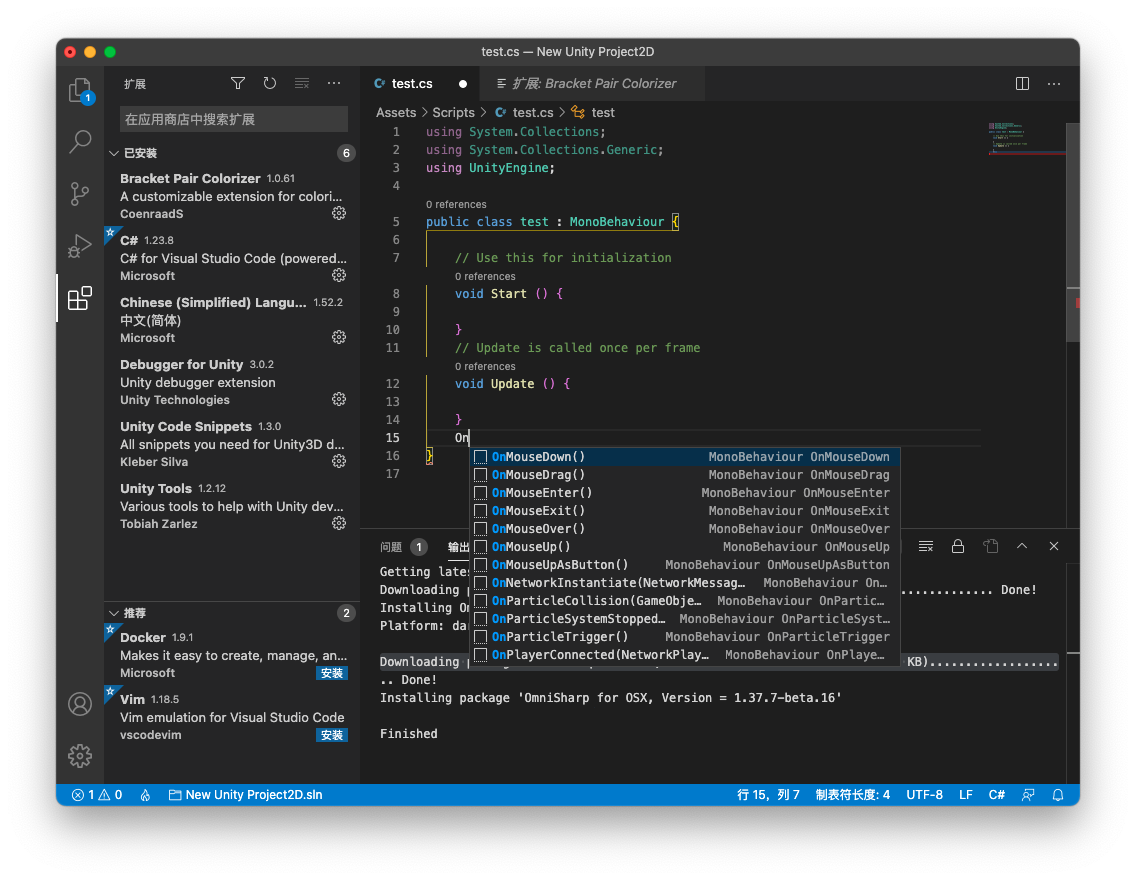 test.cs — New Unity Project2D
扩展
在应用商店中搜索扩展
已安装 6
Bracket Pair Colorizer 1.0.61
A customizable extension for colori...
CoenraadS
C# 1.23.8
C# for Visual Studio Code (powered...
Microsoft
Chinese (Simplified) Langu... 1.52.2
中文(简体)
Microsoft
Debugger for Unity 3.0.2
Unity debugger extension
Unity Technologies
Unity Code Snippets 1.3.0
All snippets you need for Unity3D d...
Kleber Silva
Unity Tools 1.2.12
Various tools to help with Unity dev...
Tobiah Zarlez
推荐 2
Docker 1.9.1
Makes it easy to create, manage, an...
Microsoft 安装
Vim 1.18.5
Vim emulation for Visual Studio Code
vscodevim 安装
1
test.cs
扩展: Bracket Pair Colorizer
Assets > Scripts > test.cs > test
1 using System.Collections;
2 using System.Collections.Generic;
3 using UnityEngine;
4
0 references
5 public class test : MonoBehaviour {
6
7 // Use this for initialization
0 references
8 void Start () {
9
10 }
11 // Update is called once per frame
0 references
12 void Update () {
13
14 }
15 On
16 }
17
OnMouseDown() MonoBehaviour OnMouseDown
OnMouseDrag() MonoBehaviour OnMouseDrag
OnMouseEnter() MonoBehaviour OnMouseEnter
OnMouseExit() MonoBehaviour OnMouseExit
OnMouseOver() MonoBehaviour OnMouseOver
OnMouseUp() MonoBehaviour OnMouseUp
OnMouseUpAsButton() MonoBehaviour OnMouseUpAsButton
OnNetworkInstantiate(NetworkMessag… MonoBehaviour On…
OnParticleCollision(GameObje… MonoBehaviour OnPartic…
OnParticleSystemStopped… MonoBehaviour OnParticleSyst…
OnParticleTrigger() MonoBehaviour OnParticleTrigger
OnPlayerConnected(NetworkPlay… MonoBehaviour OnPlaye…
问题 1 输出
Getting
Downloading ............. Done!
Installing
Platform:
Downloading KB)..................
.. Done!
Installing package 'OmniSharp for OSX, Version = 1.37.7-beta.16'
Finished
1 0 New Unity Project2D.sln 行 15，列 7 制表符长度: 4 UTF-8 LF C#